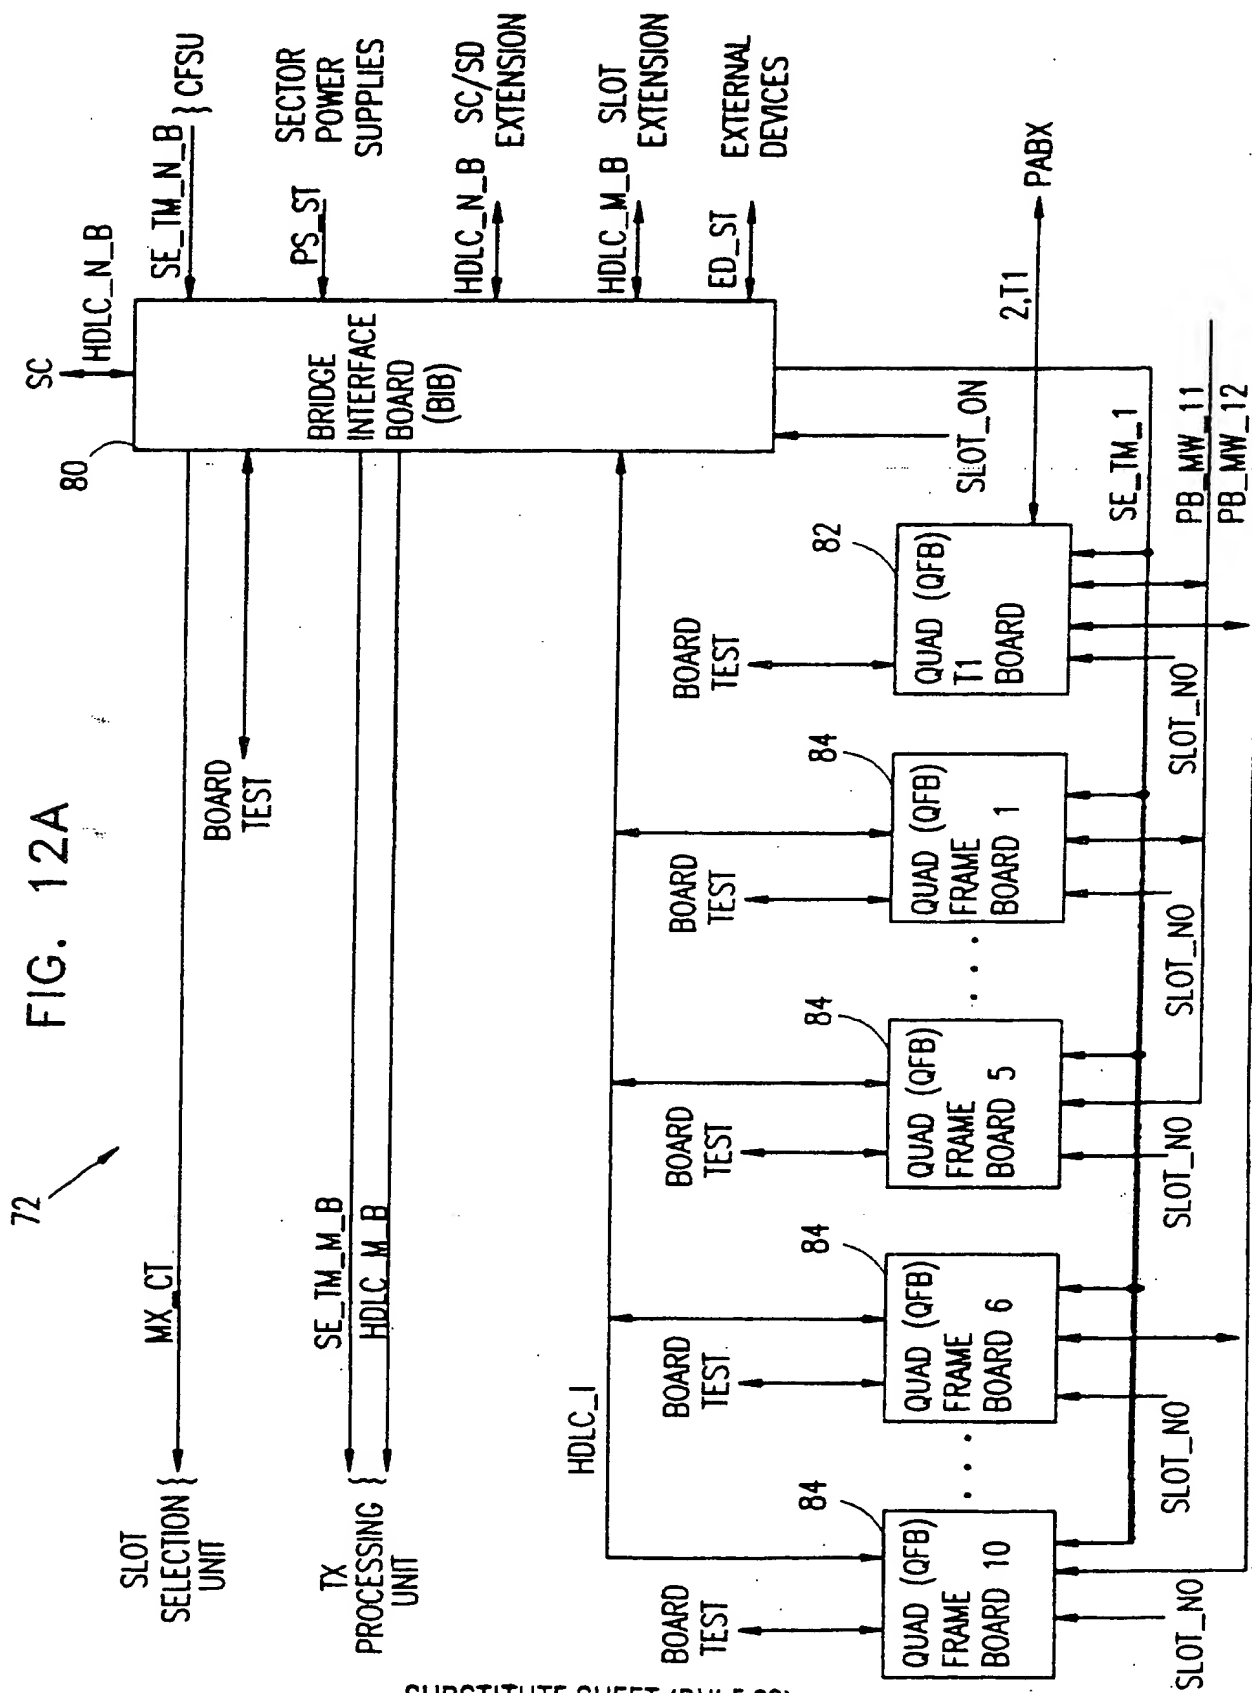 FIG. 12A
72
SLOT
SELECTION
UNIT
MX_CT
TX
PROCESSING
UNIT
SE_TM_M_B
HDLC_M_B
BOARD
TEST
80
SC
HDLC_N_B
BRIDGE
INTERFACE
BOARD
(BIB)
SE_TM_N_B
CFSU
PS_ST
SECTOR
POWER
SUPPLIES
HDLC_N_B
SC/SD
EXTENSION
HDLC_M_B
SLOT
EXTENSION
ED_ST
EXTERNAL
DEVICES
HDLC_I
SLOT_ON
BOARD
TEST
84
QUAD (QFB)
FRAME
BOARD 10
SLOT_NO
BOARD
TEST
84
QUAD (QFB)
FRAME
BOARD 6
SLOT_NO
BOARD
TEST
84
QUAD (QFB)
FRAME
BOARD 5
SLOT_NO
BOARD
TEST
84
QUAD (QFB)
FRAME
BOARD 1
SLOT_NO
BOARD
TEST
82
QUAD (QFB)
T1
BOARD
SLOT_NO
2,T1
PABX
SE_TM_1
PB_MW_11
PB_MW_12